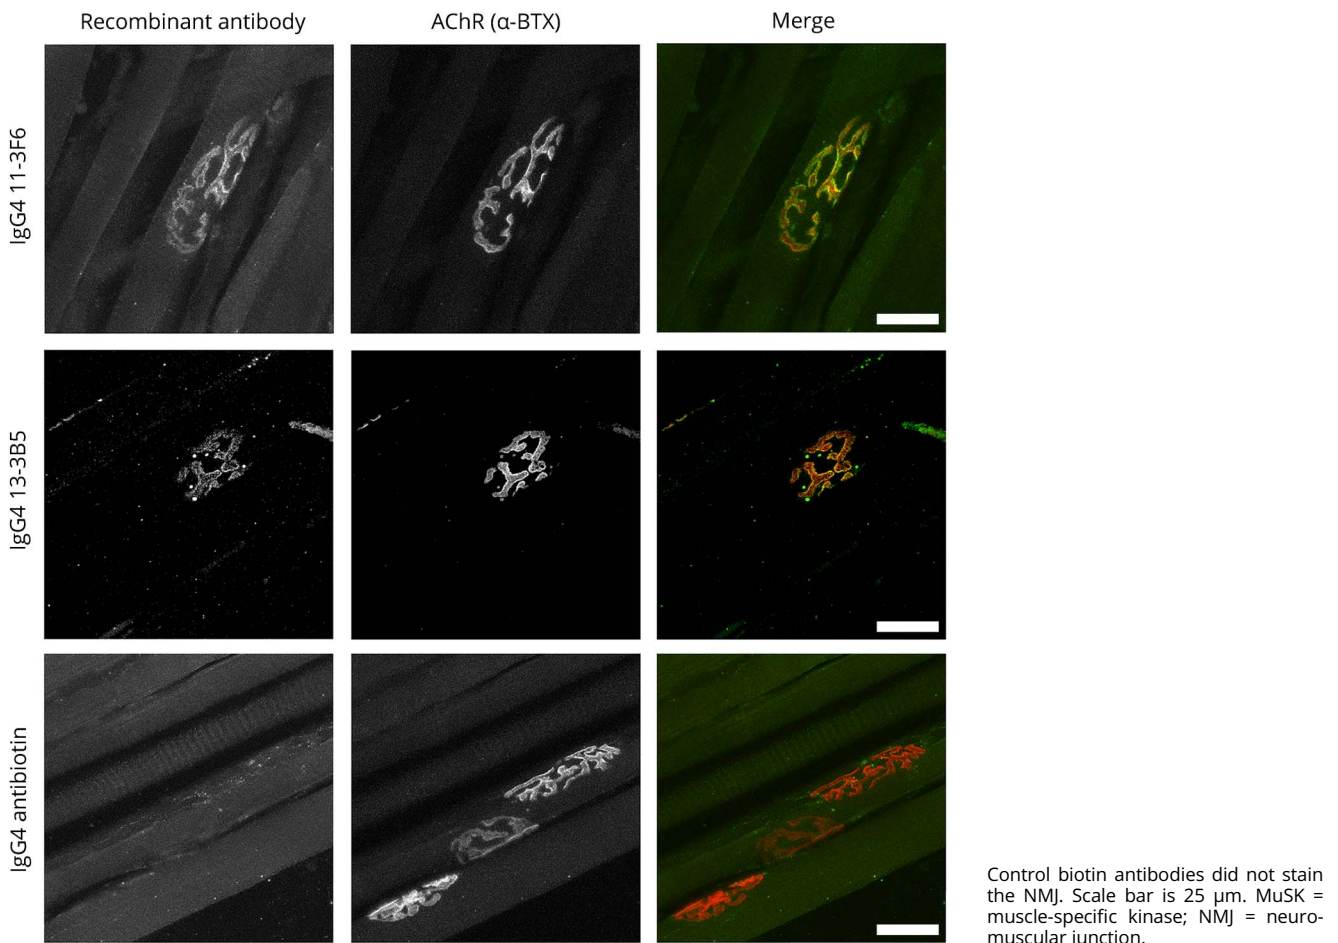 Recombinant antibody
AChR (α-BTX)
Merge
IgG4 11-3F6
IgG4 13-3B5
IgG4 antibiotin
Control biotin antibodies did not stain
the NMJ. Scale bar is 25 μm. MuSK =
muscle-specific kinase; NMJ = neuro-
muscular junction.